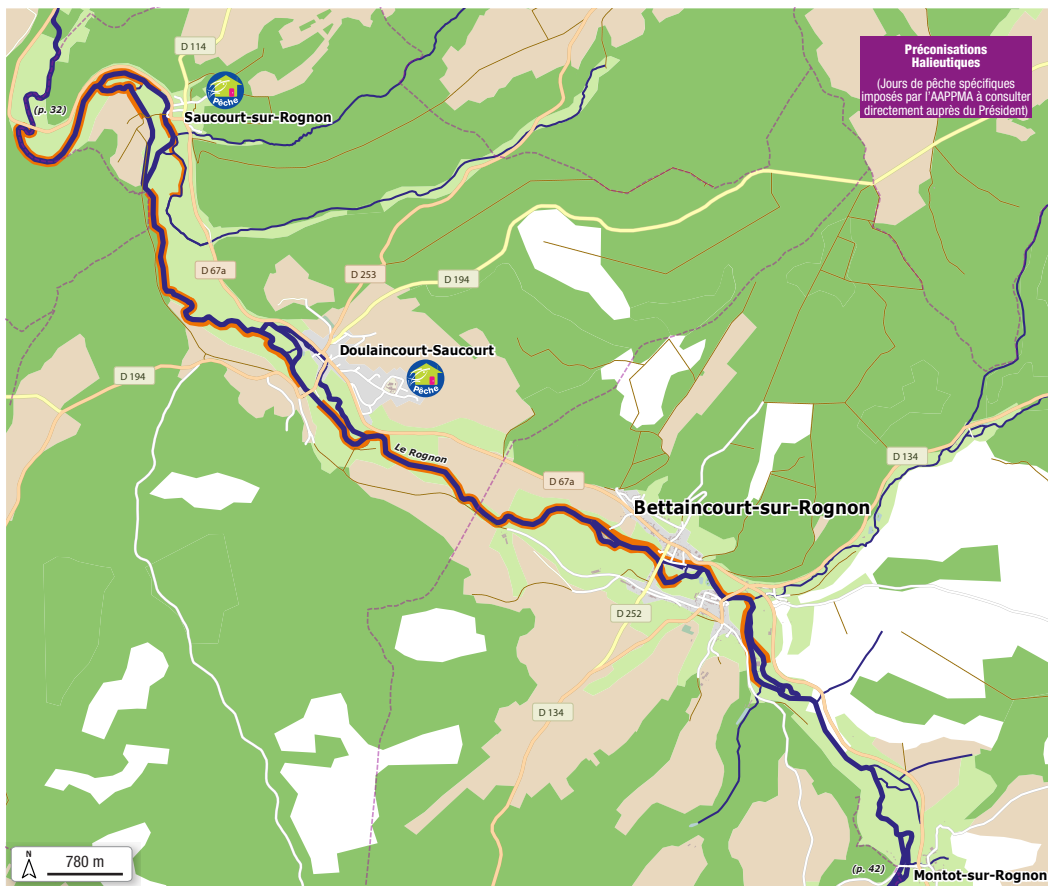 D 114
Préconisations
Halieutiques
(Jours de pêche spécifiques
imposés par l'AAPPMA à consulter
directement auprès du Président)
(p. 32)
Pêche
Saucourt-sur-Rognon
D 67a
D 253
D 194
Doulaincourt-Saucourt
D 194
Pêche
Le Rognon
D 134
D 67a
Bettaincourt-sur-Rognon
D 252
D 134
N
780 m
(p. 42)
Montot-sur-Rognon